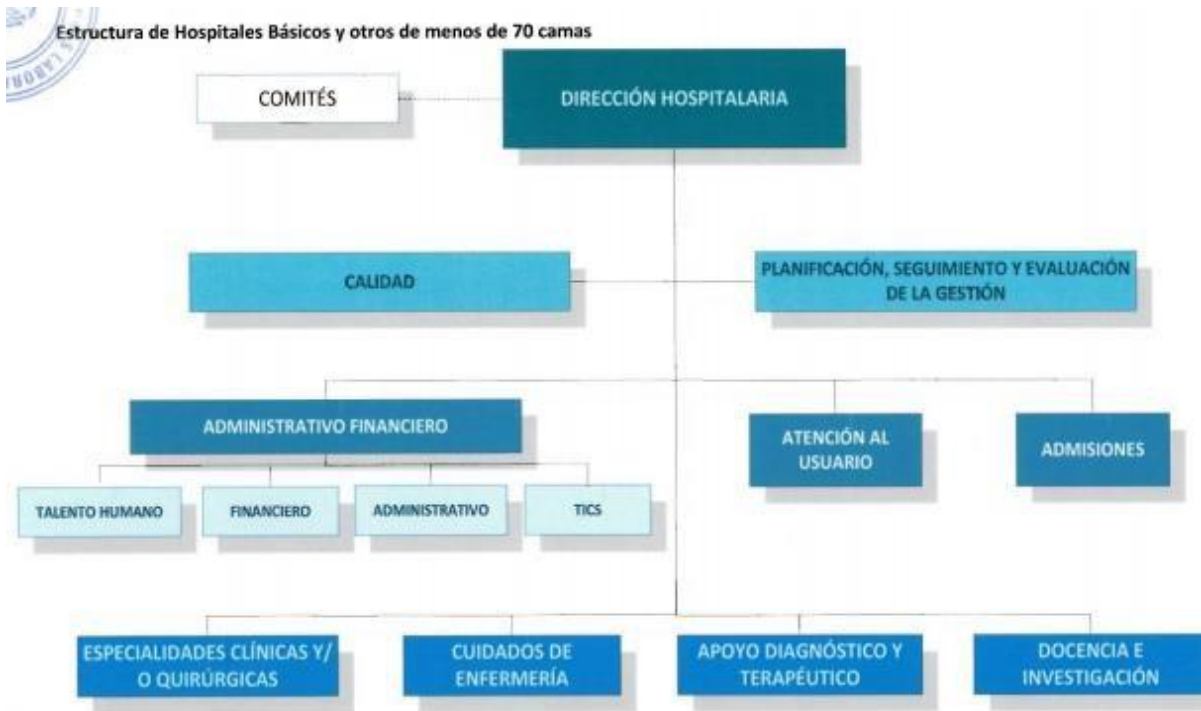 Estructura de Hospitales Básicos y otros de menos de 70 camas
COMITÉS
DIRECCIÓN HOSPITALARIA
CALIDAD
PLANIFICACIÓN, SEGUIMIENTO Y EVALUACIÓN
DE LA GESTIÓN
ADMINISTRATIVO FINANCIERO
ATENCIÓN AL
USUARIO
ADMISIONES
TALENTO HUMANO
FINANCIERO
ADMINISTRATIVO
TICS
ESPECIALIDADES CLÍNICAS Y/
O QUIRÚRGICAS
CUIDADOS DE
ENFERMERÍA
APOYO DIAGNÓSTICO Y
TERAPÉUTICO
DOCENCIA E
INVESTIGACIÓN